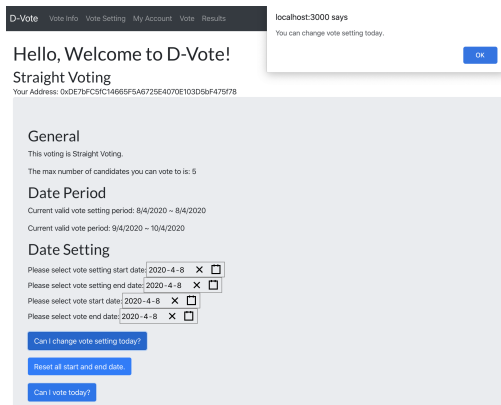 D-Vote Vote Info Vote Setting My Account Vote Results
localhost:3000 says
You can change vote setting today.
OK
Hello, Welcome to D-Vote!
Straight Voting
Your Address: 0xDE7bFC5fC14665F5A6725E4070E103D5bF475f78
General
This voting is Straight Voting.
The max number of candidates you can vote to is: 5
Date Period
Current valid vote setting period: 8/4/2020 ~ 8/4/2020
Current valid vote period: 9/4/2020 ~ 10/4/2020
Date Setting
Please select vote setting start date: 2020-4-8
Please select vote setting end date: 2020-4-8
Please select vote start date: 2020-4-8
Please select vote end date: 2020-4-8
Can I change vote setting today?
Reset all start and end date.
Can I vote today?